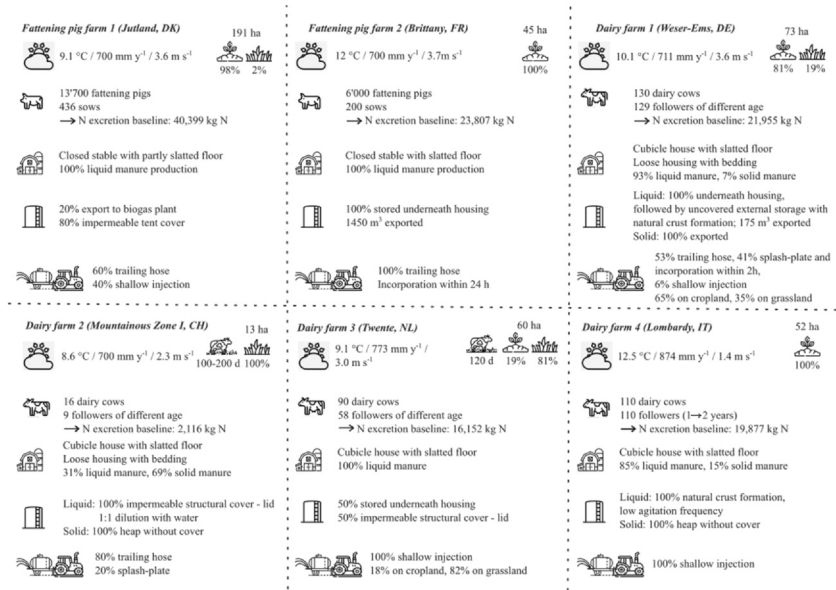 Fattening pig farm 1 (Jutland, DK)
191 ha
9.1 °C / 700 mm y⁻¹ / 3.6 m s⁻¹
98% 2%
13'700 fattening pigs
436 sows
→ N excretion baseline: 40,399 kg N
Closed stable with partly slatted floor
100% liquid manure production
20% export to biogas plant
80% impermeable tent cover
60% trailing hose
40% shallow injection
Fattening pig farm 2 (Brittany, FR)
45 ha
12 °C / 700 mm y⁻¹ / 3.7m s⁻¹
100%
6'000 fattening pigs
200 sows
→ N excretion baseline: 23,807 kg N
Closed stable with slatted floor
100% liquid manure production
100% stored underneath housing
1450 m³ exported
100% trailing hose
Incorporation within 24 h
Dairy farm 1 (Weser-Ems, DE)
73 ha
10.1 °C / 711 mm y⁻¹ / 3.6 m s⁻¹
81% 19%
130 dairy cows
129 followers of different age
→ N excretion baseline: 21,955 kg N
Cubicle house with slatted floor
Loose housing with bedding
93% liquid manure, 7% solid manure
Liquid: 100% underneath housing,
followed by uncovered external storage with
natural crust formation; 175 m³ exported
Solid: 100% exported
53% trailing hose, 41% splash-plate and
incorporation within 2h,
6% shallow injection
65% on cropland, 35% on grassland
Dairy farm 2 (Mountainous Zone I, CH)
13 ha
8.6 °C / 700 mm y⁻¹ / 2.3 m s⁻¹
100-200 d 100%
16 dairy cows
9 followers of different age
→ N excretion baseline: 2,116 kg N
Cubicle house with slatted floor
Loose housing with bedding
31% liquid manure, 69% solid manure
Liquid: 100% impermeable structural cover - lid
1:1 dilution with water
Solid: 100% heap without cover
80% trailing hose
20% splash-plate
Dairy farm 3 (Twente, NL)
60 ha
9.1 °C / 773 mm y⁻¹ /
3.0 m s⁻¹
120 d 19% 81%
90 dairy cows
58 followers of different age
→ N excretion baseline: 16,152 kg N
Cubicle house with slatted floor
100% liquid manure
50% stored underneath housing
50% impermeable structural cover - lid
100% shallow injection
18% on cropland, 82% on grassland
Dairy farm 4 (Lombardy, IT)
52 ha
12.5 °C / 874 mm y⁻¹ / 1.4 m s⁻¹
100%
110 dairy cows
110 followers (1→2 years)
→ N excretion baseline: 19,877 kg N
Cubicle house with slatted floor
85% liquid manure, 15% solid manure
Liquid: 100% natural crust formation,
low agitation frequency
Solid: 100% heap without cover
100% shallow injection